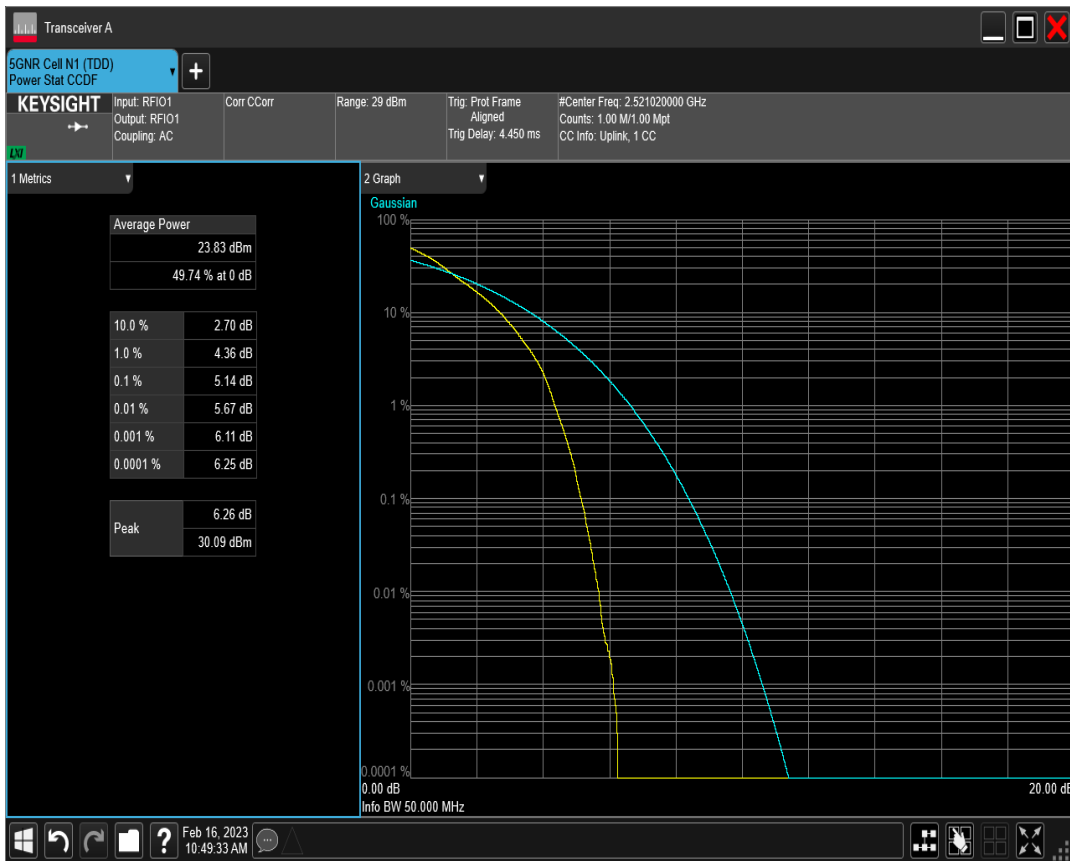 Transceiver A
5GNR Cell N1 (TDD)
Power Stat CCDF
+
KEYSIGHT
LXI
Input: RFIO1
Output: RFIO1
Coupling: AC
Corr CCorr
Range: 29 dBm
Trig: Prot Frame
Aligned
Trig Delay: 4.450 ms
#Center Freq: 2.521020000 GHz
Counts: 1.00 M/1.00 Mpt
CC Info: Uplink, 1 CC
1 Metrics
Average Power
23.83 dBm
49.74 % at 0 dB
10.0 % 2.70 dB
1.0 % 4.36 dB
0.1 % 5.14 dB
0.01 % 5.67 dB
0.001 % 6.11 dB
0.0001 % 6.25 dB
Peak 6.26 dB
30.09 dBm
2 Graph
Gaussian
100 %
10 %
1 %
0.1 %
0.01 %
0.001 %
0.0001 %
0.00 dB 20.00 dB
Info BW 50.000 MHz
?
Feb 16, 2023
10:49:33 AM